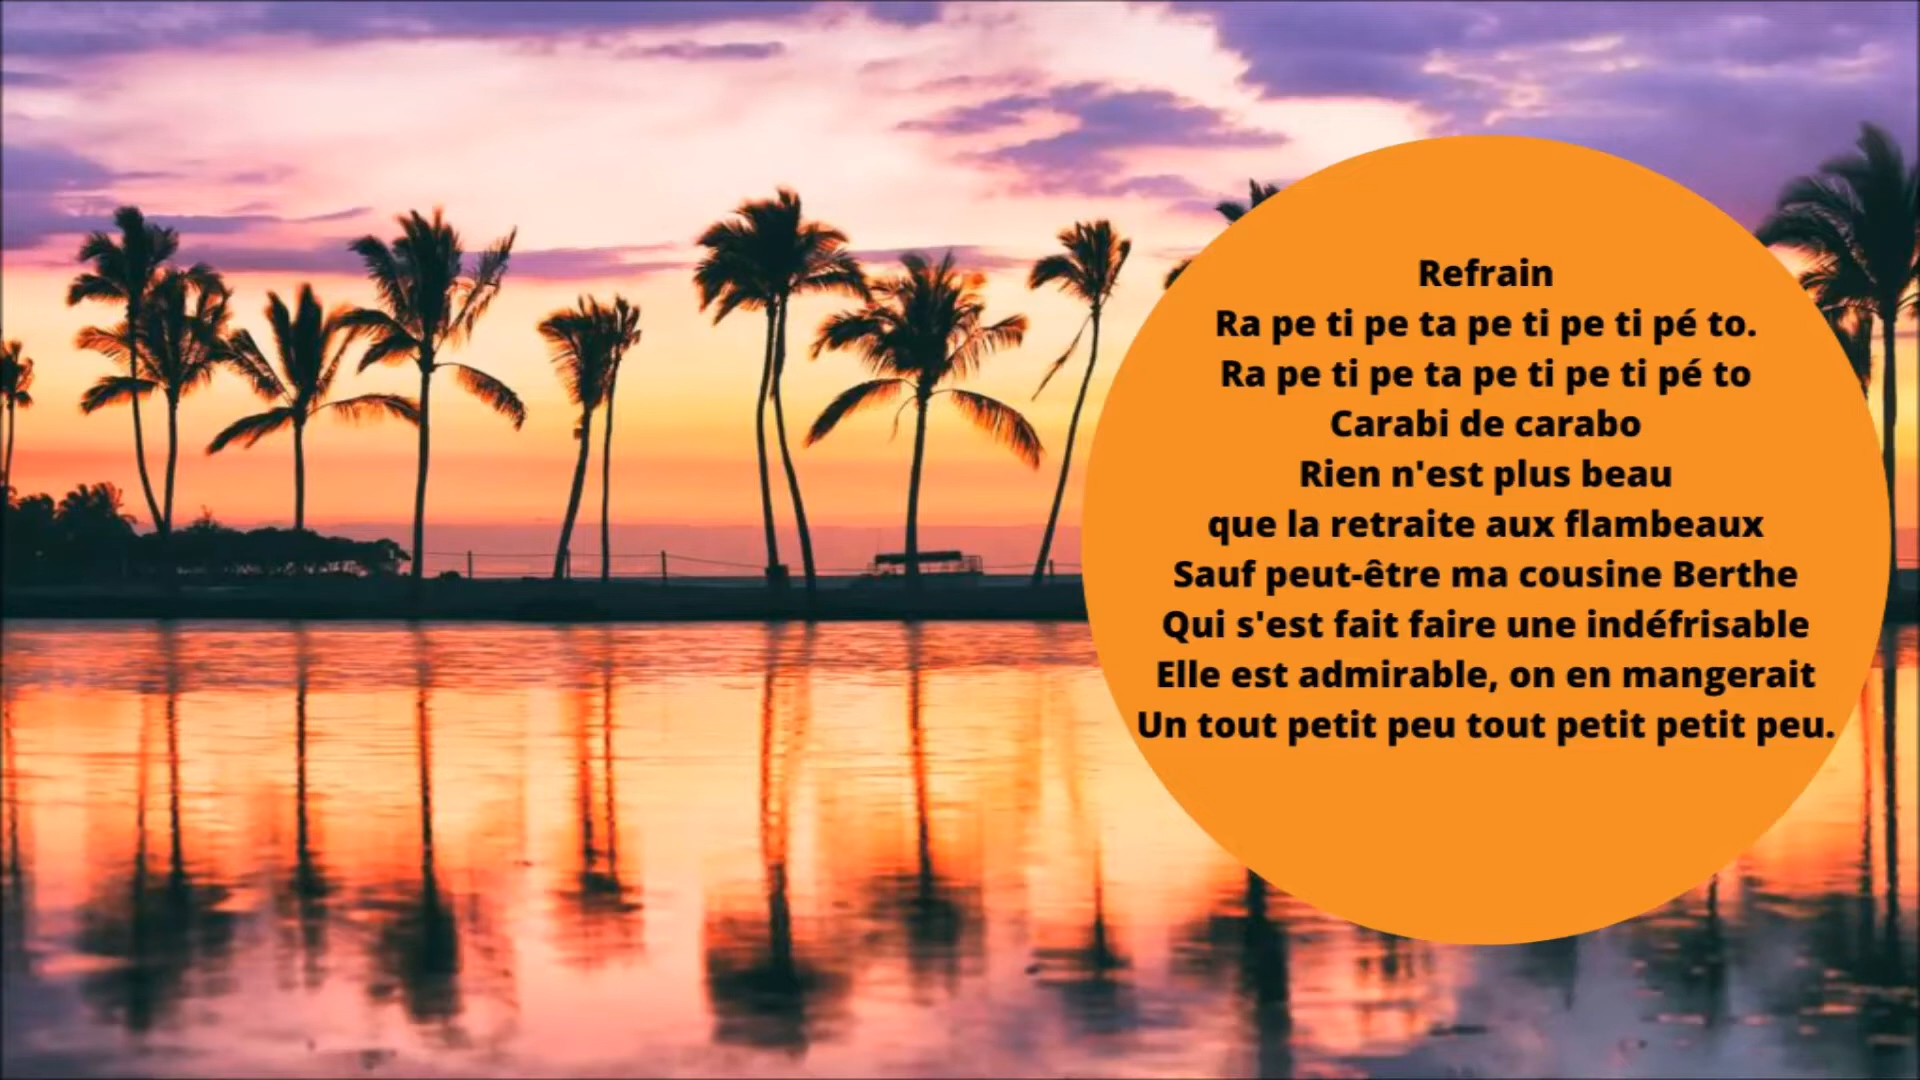 Refrain
Ra pe ti pe ta pe ti pe ti pé to.
Ra pe ti pe ta pe ti pe ti pé to
Carabi de carabo
Rien n'est plus beau
que la retraite aux flambeaux
Sauf peut-être ma cousine Berthe
Qui s'est fait faire une indéfrisable
Elle est admirable, on en mangerait
Un tout petit peu tout petit petit peu.